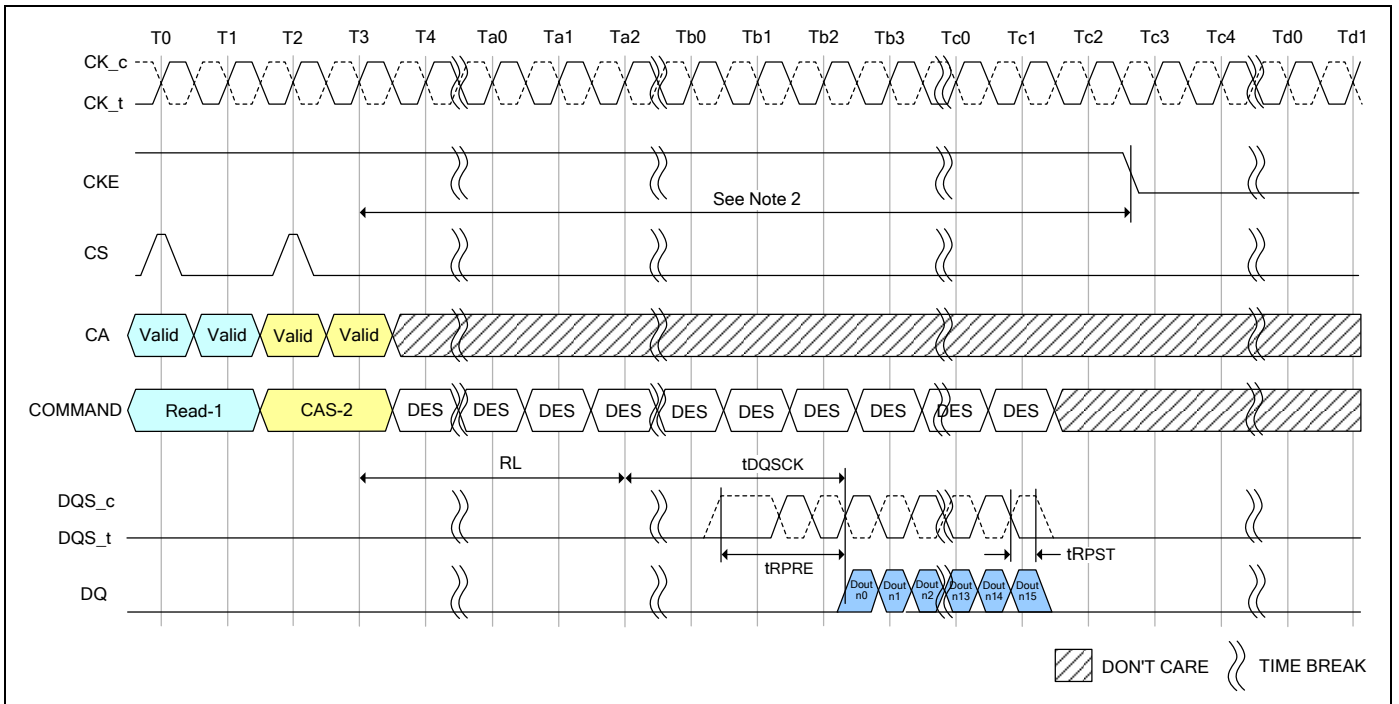 T0 T1 T2 T3 T4 Ta0 Ta1 Ta2 Tb0 Tb1 Tb2 Tb3 Tc0 Tc1 Tc2 Tc3 Tc4 Td0 Td1
CK_c
CK_t
CKE
See Note 2
CS
CA Valid Valid Valid Valid
COMMAND Read-1 CAS-2 DES DES DES DES DES DES DES DES DES DES
RL tDQSCK
DQS_c
DQS_t
tRPRE tRPST
DQ
Dout n0
Dout n1
Dout n2
Dout n13
Dout n14
Dout n15
DON'T CARE TIME BREAK